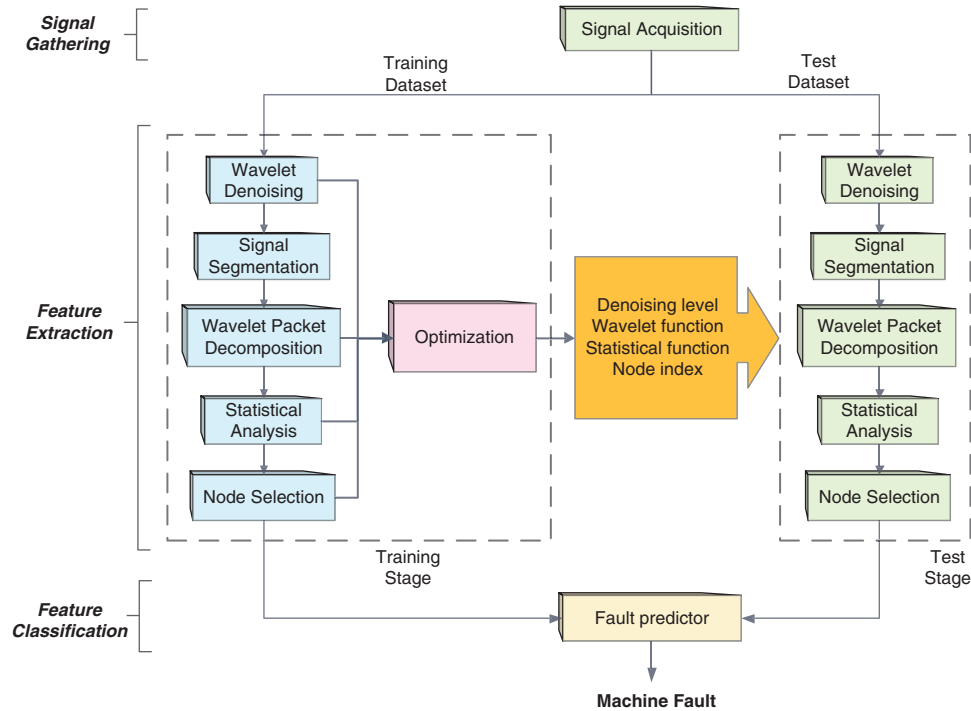 Signal
Gathering
Signal Acquisition
Training
Dataset
Test
Dataset
Feature
Extraction
Wavelet
Denoising
Signal
Segmentation
Wavelet Packet
Decomposition
Statistical
Analysis
Node Selection
Optimization
Denoising level
Wavelet function
Statistical function
Node index
Wavelet
Denoising
Signal
Segmentation
Wavelet Packet
Decomposition
Statistical
Analysis
Node Selection
Training
Stage
Test
Stage
Feature
Classification
Fault predictor
Machine Fault